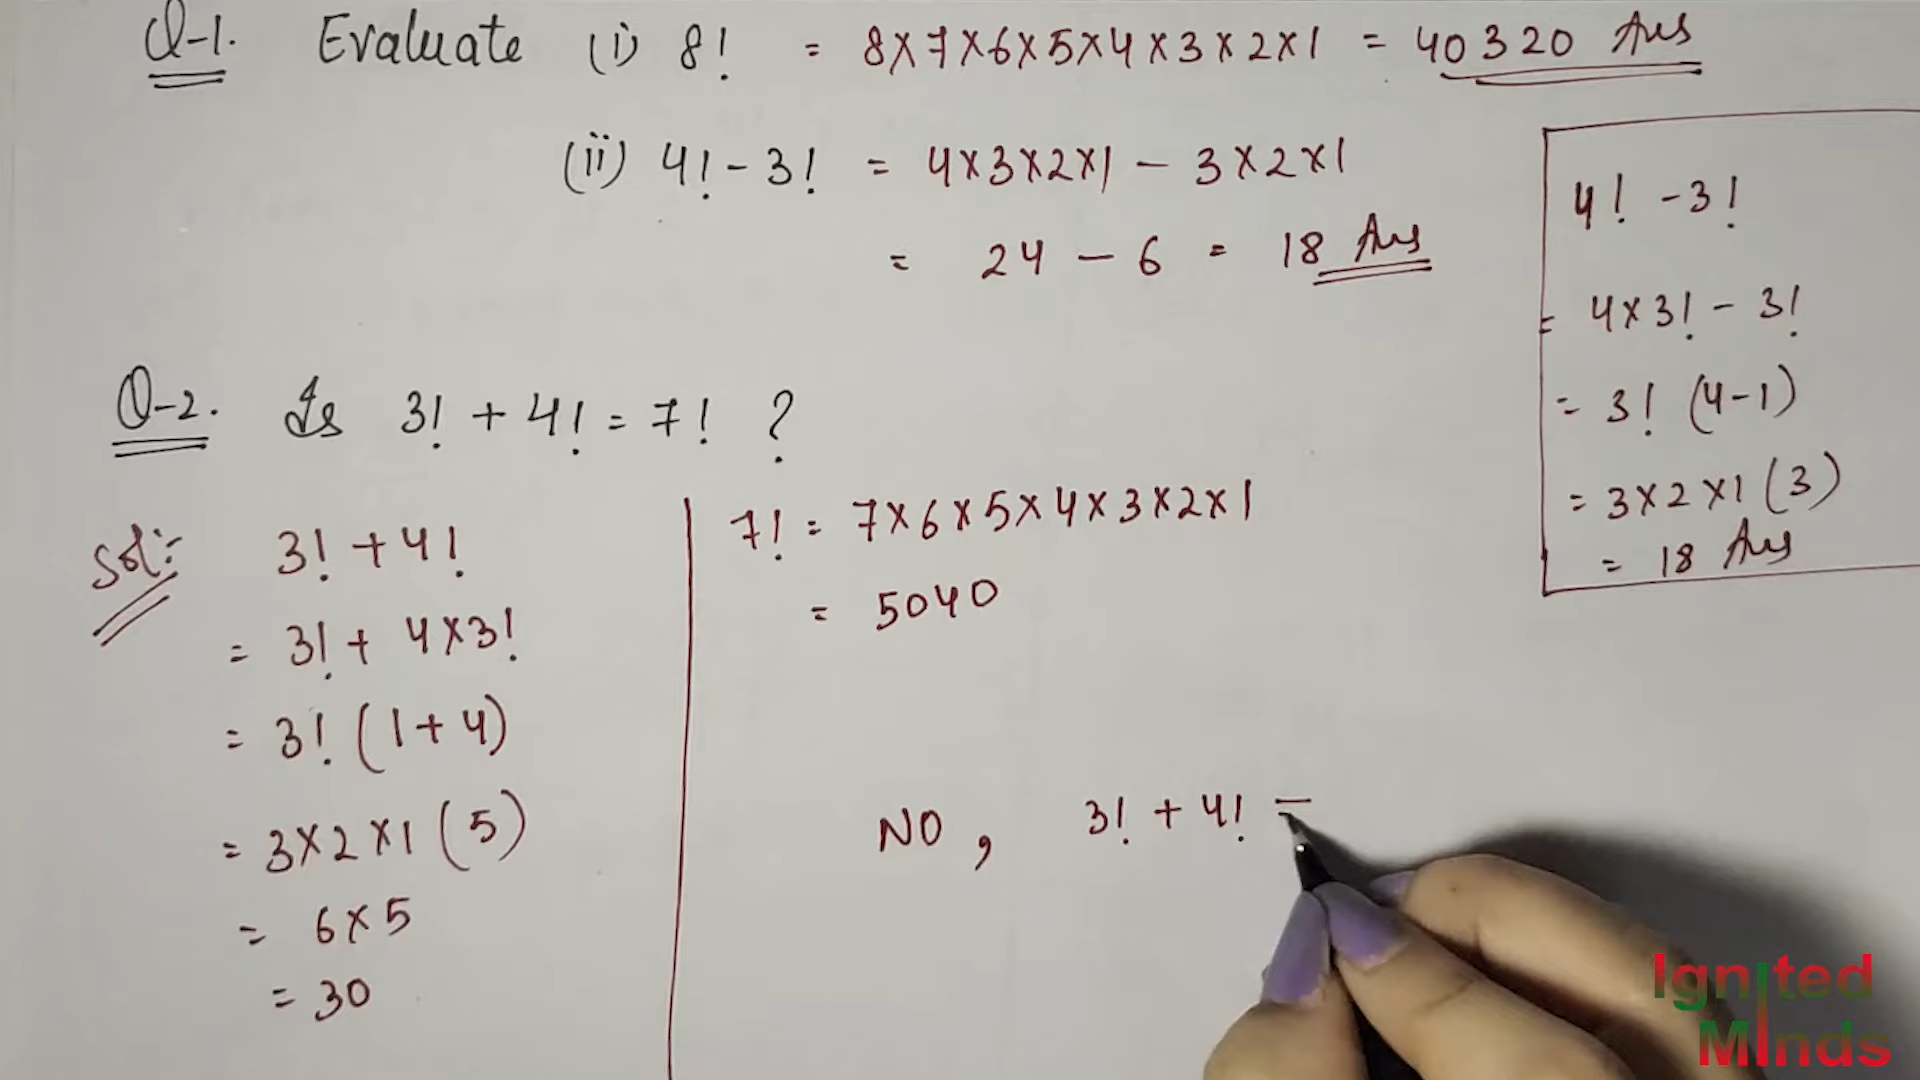 Q-1. Evaluate (i) 8! = 8×7×6×5×4×3×2×1 = 40320 Ans
(ii) 4!-3! = 4×3×2×1 - 3×2×1
= 24 - 6 = 18 Ans
4! -3!
= 4×3! - 3!
= 3! (4-1)
= 3×2×1 (3)
= 18 Ans
Q-2. Is 3! + 4! = 7! ?
Sol:- 3! + 4!
= 3! + 4×3!
= 3! (1+4)
= 3×2×1 (5)
= 6×5
= 30
7! = 7×6×5×4×3×2×1
= 5040
NO, 3! + 4! =
Ignited
Minds